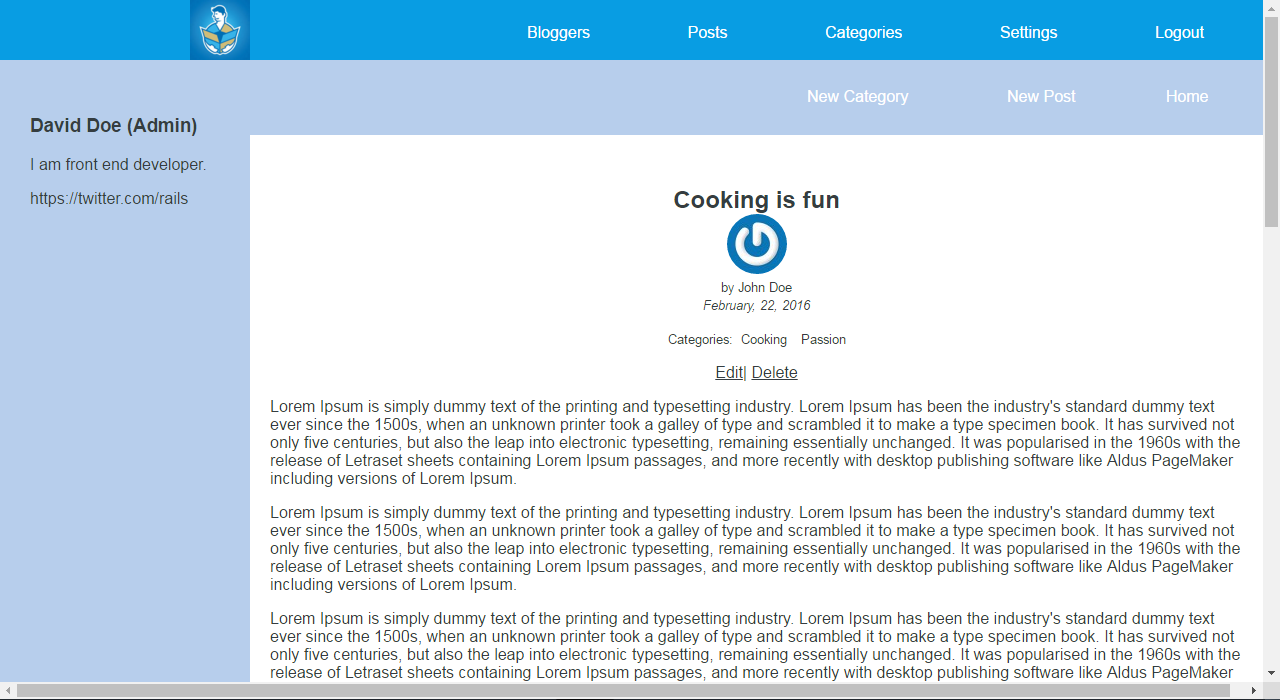 Bloggers Posts Categories Settings Logout
New Category New Post Home
David Doe (Admin)
I am front end developer.
https://twitter.com/rails
Cooking is fun
by John Doe
February, 22, 2016
Categories: Cooking Passion
Edit| Delete
Lorem Ipsum is simply dummy text of the printing and typesetting industry. Lorem Ipsum has been the industry's standard dummy text
ever since the 1500s, when an unknown printer took a galley of type and scrambled it to make a type specimen book. It has survived not
only five centuries, but also the leap into electronic typesetting, remaining essentially unchanged. It was popularised in the 1960s with the
release of Letraset sheets containing Lorem Ipsum passages, and more recently with desktop publishing software like Aldus PageMaker
including versions of Lorem Ipsum.
Lorem Ipsum is simply dummy text of the printing and typesetting industry. Lorem Ipsum has been the industry's standard dummy text
ever since the 1500s, when an unknown printer took a galley of type and scrambled it to make a type specimen book. It has survived not
only five centuries, but also the leap into electronic typesetting, remaining essentially unchanged. It was popularised in the 1960s with the
release of Letraset sheets containing Lorem Ipsum passages, and more recently with desktop publishing software like Aldus PageMaker
including versions of Lorem Ipsum.
Lorem Ipsum is simply dummy text of the printing and typesetting industry. Lorem Ipsum has been the industry's standard dummy text
ever since the 1500s, when an unknown printer took a galley of type and scrambled it to make a type specimen book. It has survived not
only five centuries, but also the leap into electronic typesetting, remaining essentially unchanged. It was popularised in the 1960s with the
release of Letraset sheets containing Lorem Ipsum passages, and more recently with desktop publishing software like Aldus PageMaker